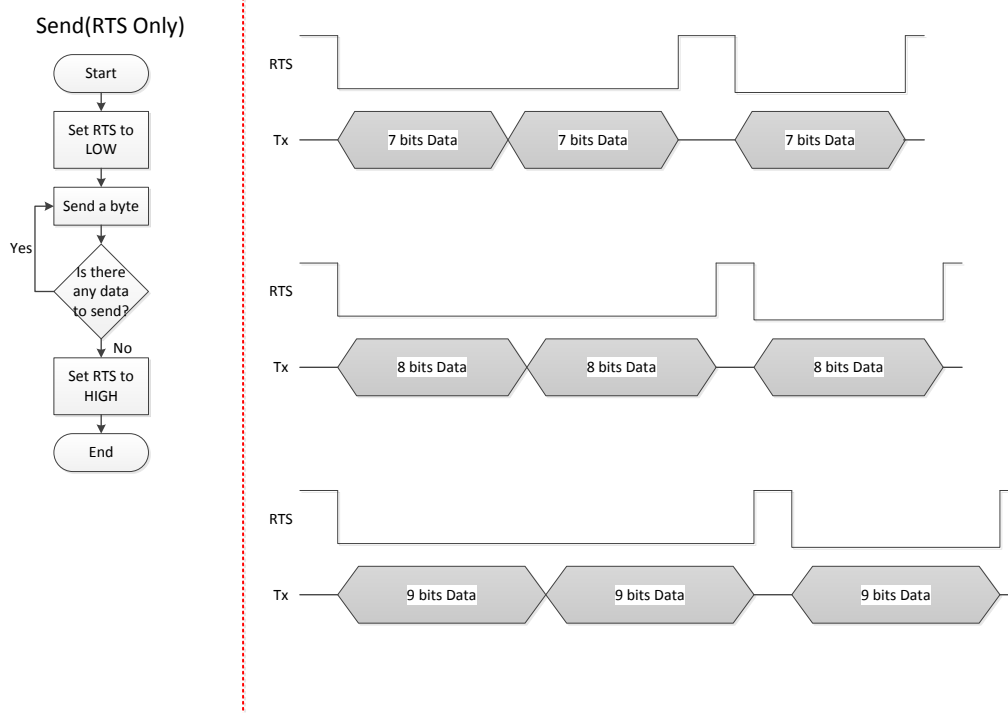 Send(RTS Only)
Start
Set RTS to
LOW
Send a byte
Yes
Is there
any data
to send?
No
Set RTS to
HIGH
End
RTS
Tx
7 bits Data
7 bits Data
7 bits Data
RTS
Tx
8 bits Data
8 bits Data
8 bits Data
RTS
Tx
9 bits Data
9 bits Data
9 bits Data